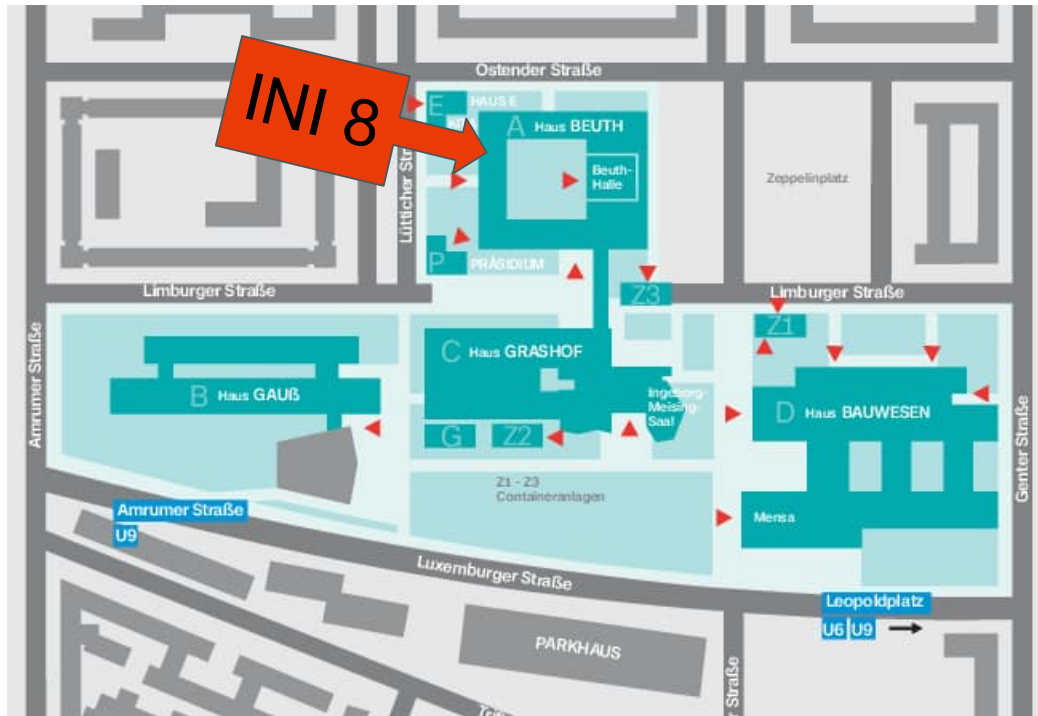 INI 8
Ostender Straße
E
HAUS E
A Haus BEUTH
Beuth-
Halle
Lütticher
Zeppelinplatz
P
PRÄSIDIUM
Limburger Straße
Z3
Limburger Straße
Z1
Amrumer Straße
C Haus GRASHOF
B Haus GAUß
Ingeborg-
Meising-
Saal
D Haus BAUWESEN
G
Z2
Genter Straße
Z1 - Z3
Containeranlagen
Mensa
Amrumer Straße
U9
Luxemburger Straße
Leopoldplatz
U6 U9
PARKHAUS
Straße